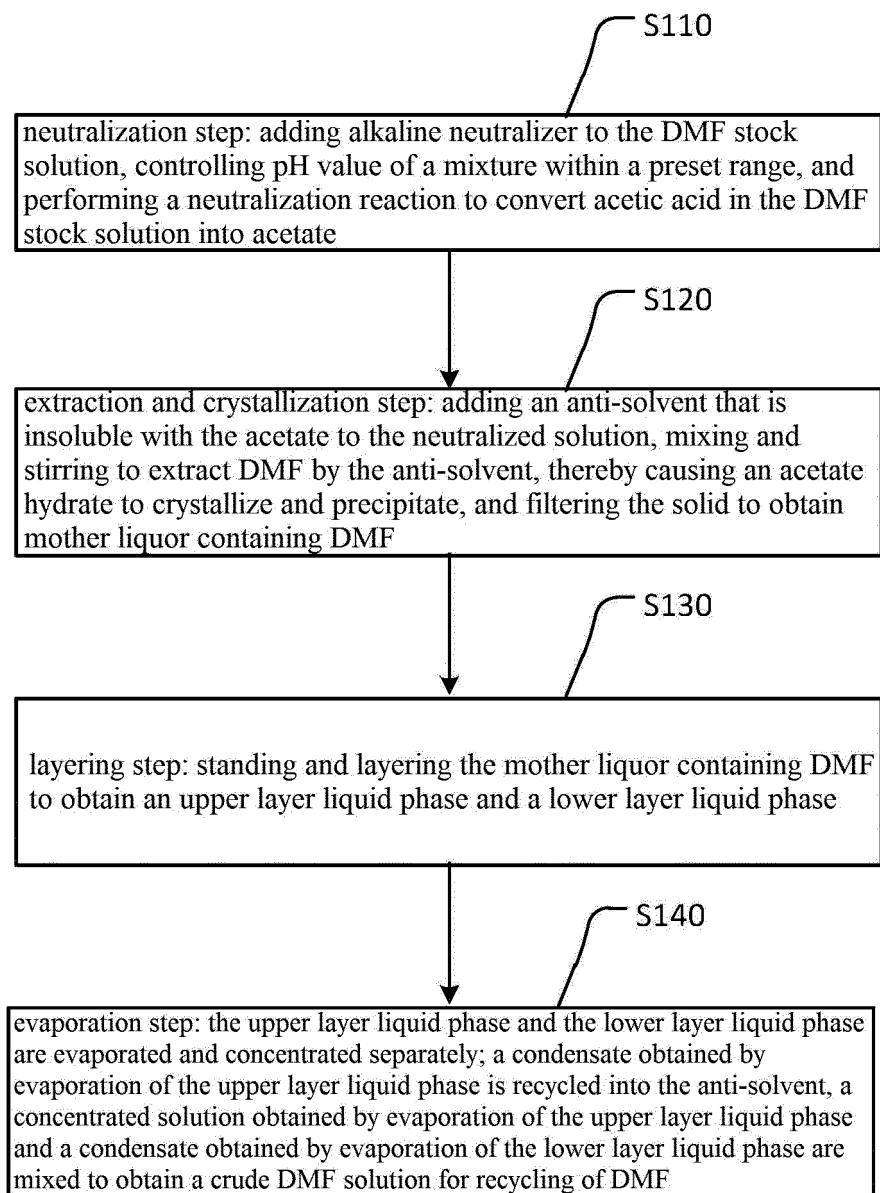 S110
neutralization step: adding alkaline neutralizer to the DMF stock
solution, controlling pH value of a mixture within a preset range, and
performing a neutralization reaction to convert acetic acid in the DMF
stock solution into acetate
S120
extraction and crystallization step: adding an anti-solvent that is
insoluble with the acetate to the neutralized solution, mixing and
stirring to extract DMF by the anti-solvent, thereby causing an acetate
hydrate to crystallize and precipitate, and filtering the solid to obtain
mother liquor containing DMF
S130
layering step: standing and layering the mother liquor containing DMF
to obtain an upper layer liquid phase and a lower layer liquid phase
S140
evaporation step: the upper layer liquid phase and the lower layer liquid phase
are evaporated and concentrated separately; a condensate obtained by
evaporation of the upper layer liquid phase is recycled into the anti-solvent, a
concentrated solution obtained by evaporation of the upper layer liquid phase
and a condensate obtained by evaporation of the lower layer liquid phase are
mixed to obtain a crude DMF solution for recycling of DMF